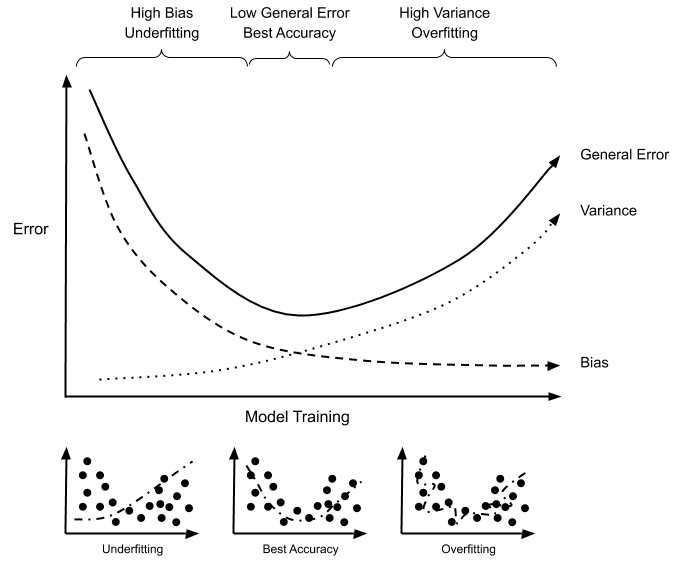 High Bias
Underfitting
Low General Error
Best Accuracy
High Variance
Overfitting
General Error
Variance
Error
Bias
Model Training
Underfitting
Best Accuracy
Overfitting